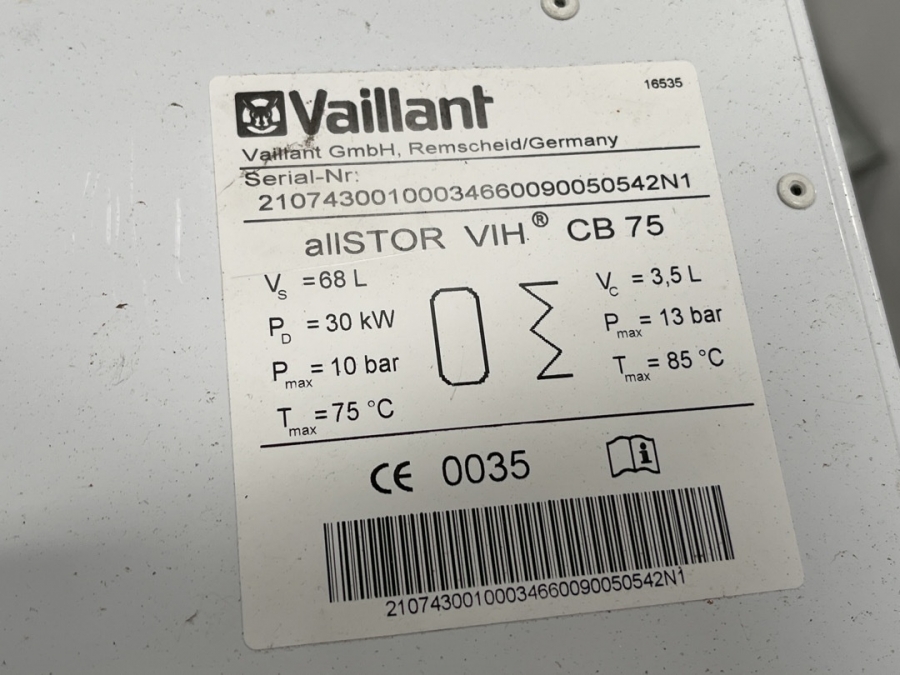 16535
Vaillant
Vaillant GmbH, Remscheid/Germany
Serial-Nr:
21074300100034660090050542N1
allSTOR VIH® CB 75
Vs = 68 L
PD = 30 kW
Pmax = 10 bar
Tmax = 75 °C
Vc = 3,5 L
Pmax = 13 bar
Tmax = 85 °C
CE 0035
i
21074300100034660090050542N1